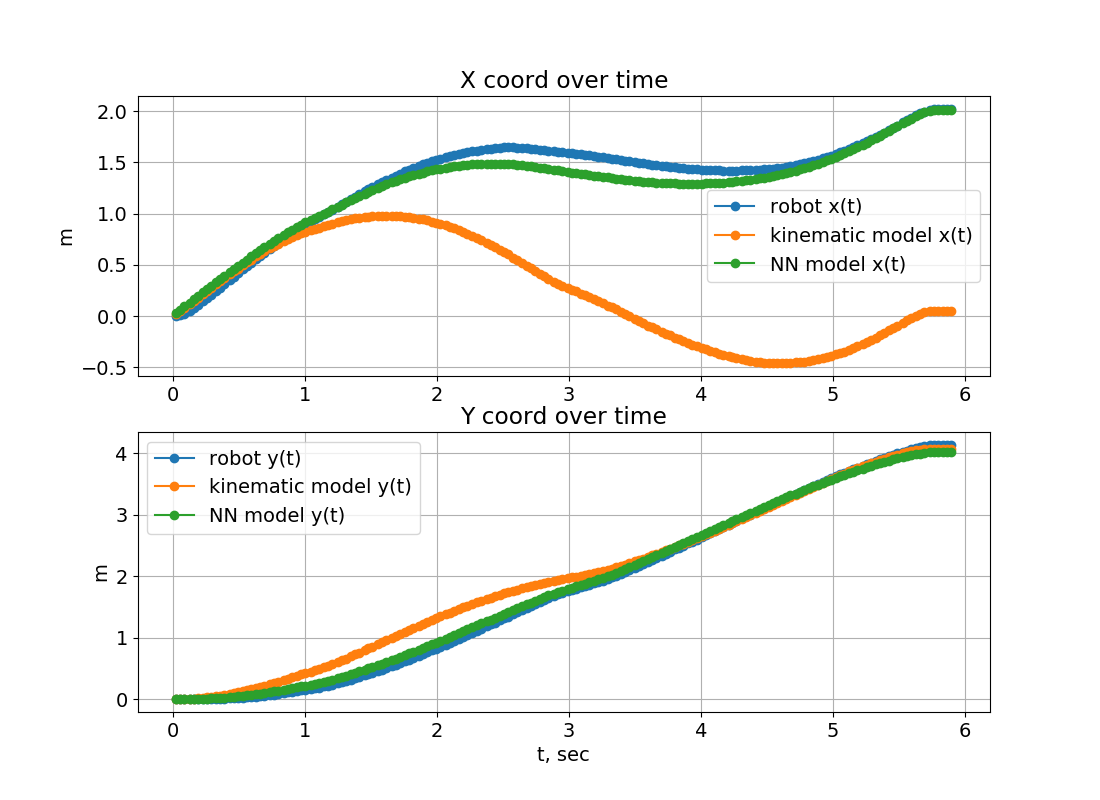 X coord over time
2.0
1.5
1.0
0.5
0.0
−0.5
m
robot x(t)
kinematic model x(t)
NN model x(t)
0 1 2 3 4 5 6
Y coord over time
4
3
2
1
0
m
robot y(t)
kinematic model y(t)
NN model y(t)
0 1 2 3 4 5 6
t, sec